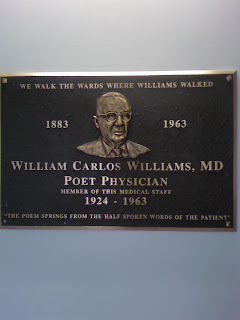 WE WALK THE WARDS WHERE WILLIAMS WALKED
1883 1963
WILLIAM CARLOS WILLIAMS, MD
POET PHYSICIAN
MEMBER OF THIS MEDICAL STAFF
1924 - 1963
"THE POEM SPRINGS FROM THE HALF SPOKEN WORDS OF THE PATIENT"